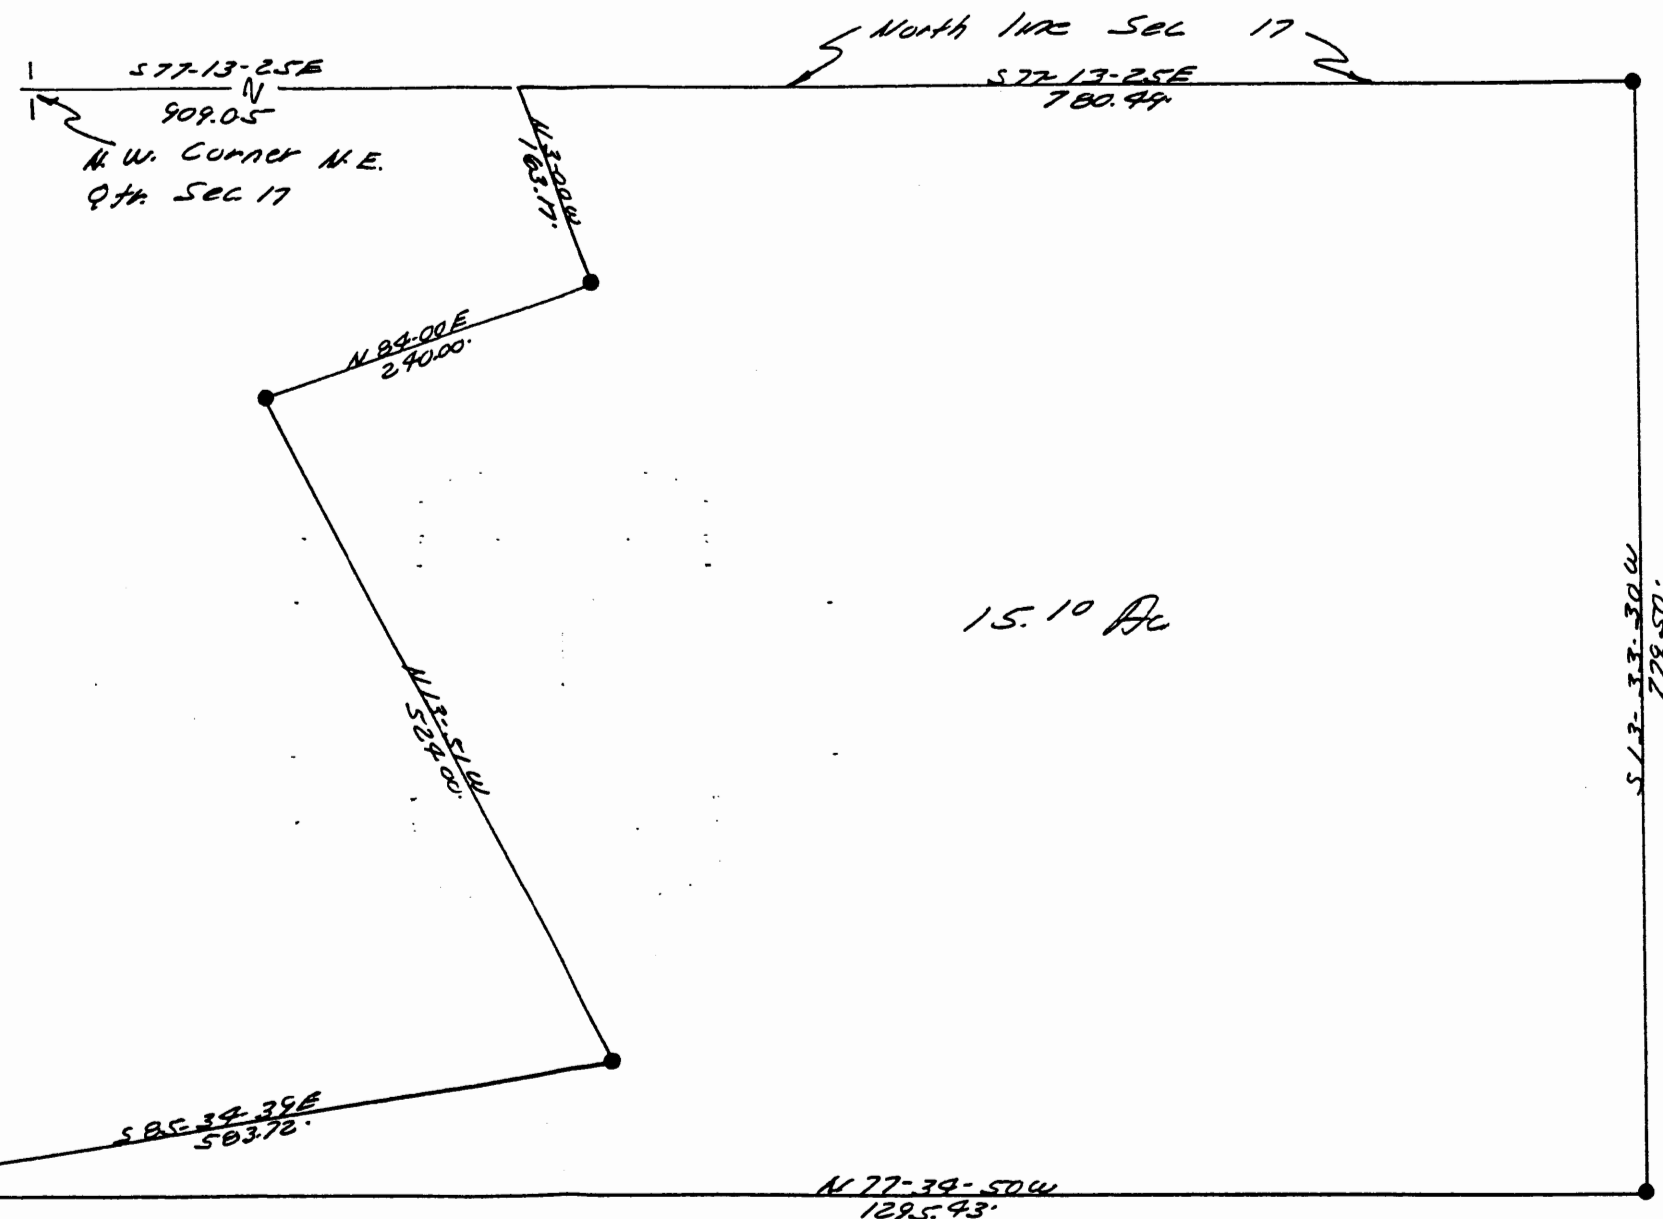 North line Sec 17
S77-13-25E
909.05
S77-13-25E
780.49.
N.W. Corner N.E.
Qtr. Sec 17
N13-00W
163.17.
N84-00E
240.00.
15.10 Ac
S13-33-30W
779.50.
N13-51W
524.00.
S85-34-39E
583.72.
N77-34-50W
1295.43.